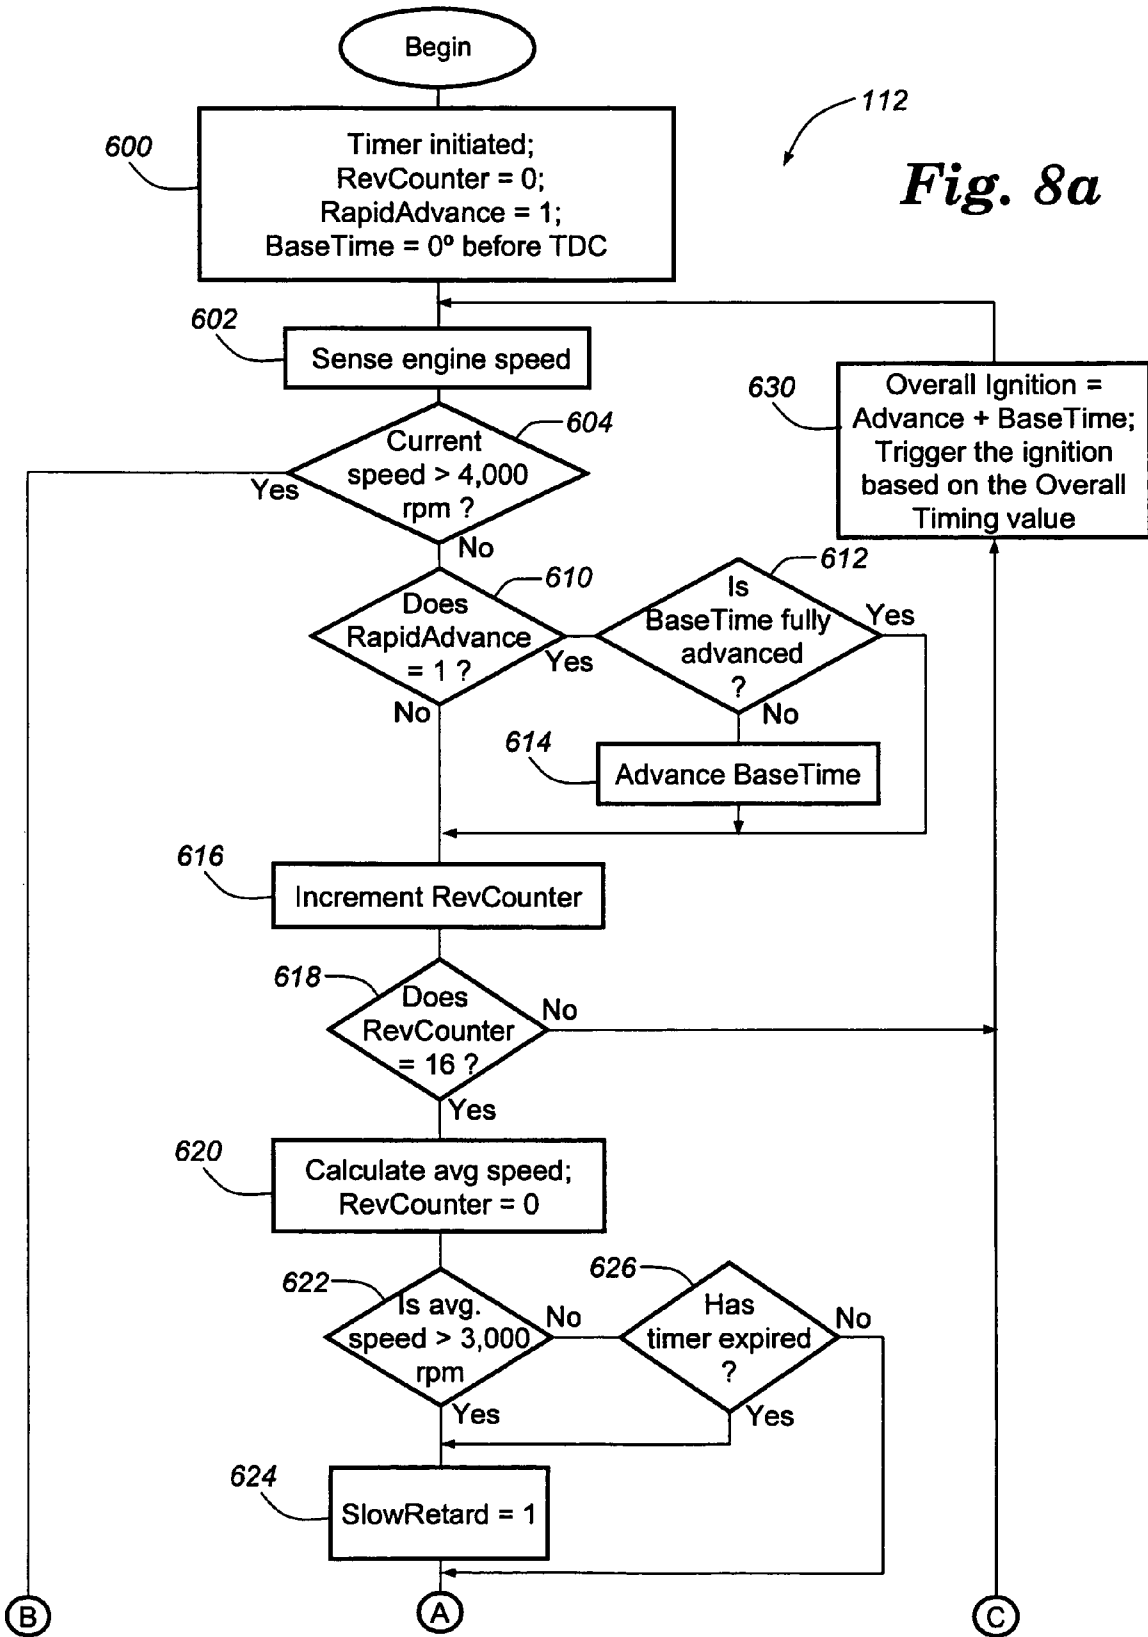 Begin
112
Fig. 8a
600
Timer initiated;
RevCounter = 0;
RapidAdvance = 1;
BaseTime = 0º before TDC
602
Sense engine speed
630
Overall Ignition =
Advance + BaseTime;
Trigger the ignition
based on the Overall
Timing value
604
Current
speed > 4,000
rpm ?
Yes
No
610
Does
RapidAdvance
= 1 ?
Yes
No
612
Is
BaseTime fully
advanced
?
Yes
No
614
Advance BaseTime
616
Increment RevCounter
618
Does
RevCounter
= 16 ?
No
Yes
620
Calculate avg speed;
RevCounter = 0
622
Is avg.
speed > 3,000
rpm
No
Yes
626
Has
timer expired
?
No
Yes
624
SlowRetard = 1
B
A
C